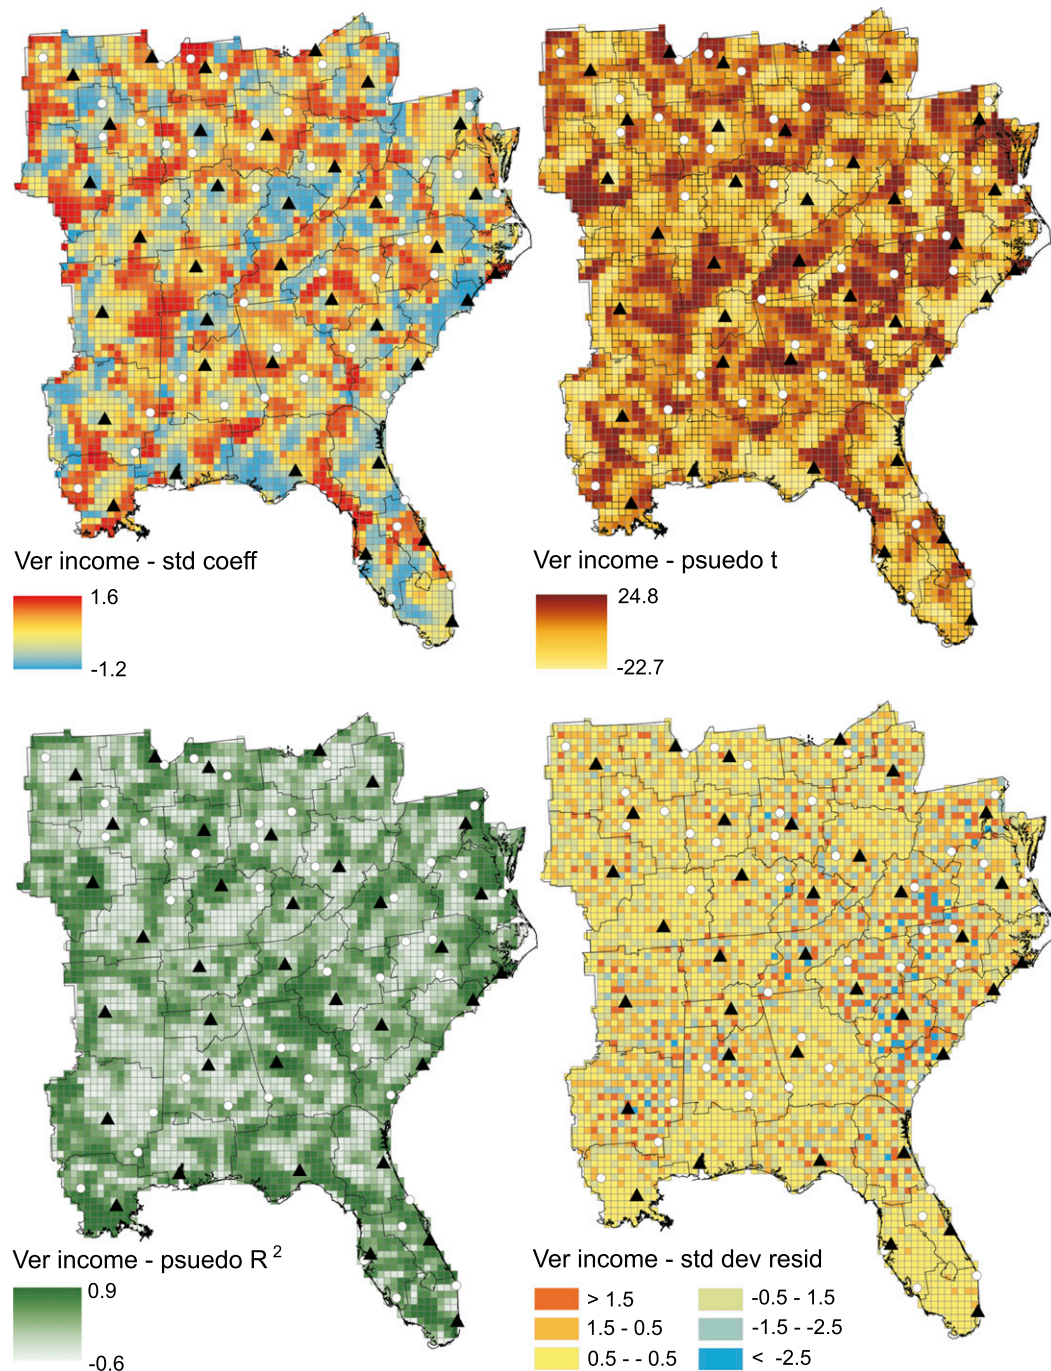 Ver income - std coeff
1.6
-1.2
Ver income - psuedo t
24.8
-22.7
Ver income - psuedo R 2
0.9
-0.6
Ver income - std dev resid
> 1.5
1.5 - 0.5
0.5 - - 0.5
-0.5 - 1.5
-1.5 - -2.5
< -2.5